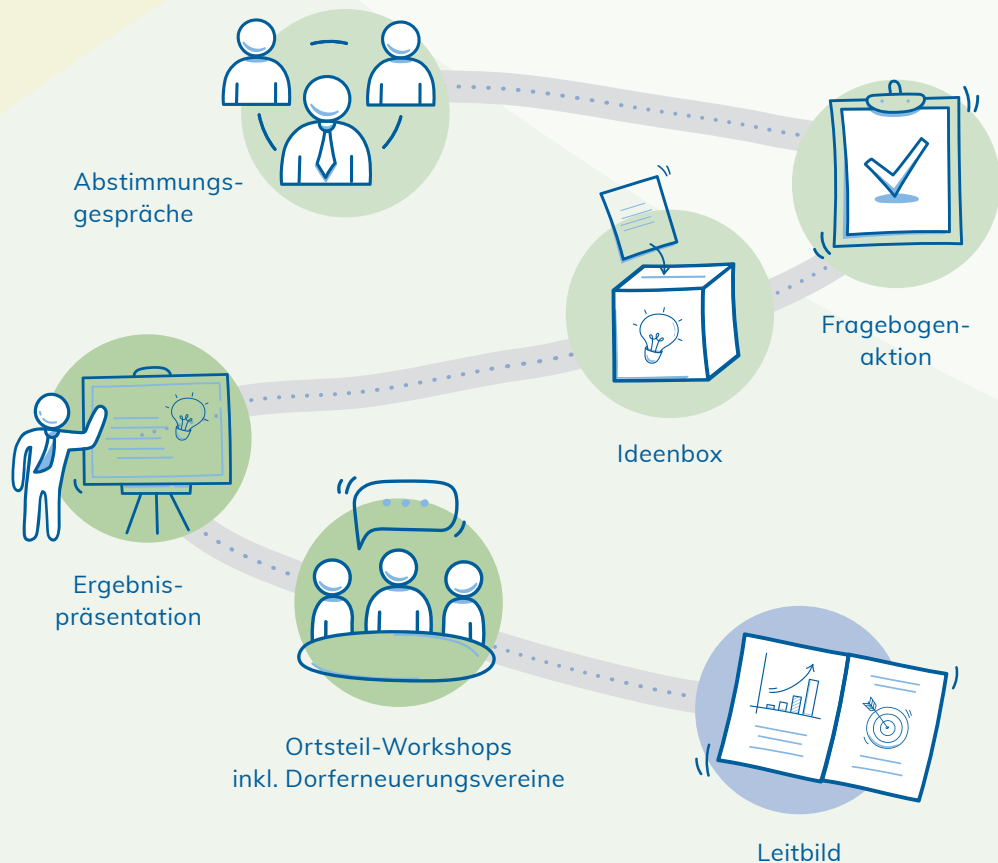 Abstimmungs-
gespräche
Fragebogen-
aktion
Ideenbox
Ergebnis-
präsentation
Ortsteil-Workshops
inkl. Dorferneuerungsvereine
Leitbild